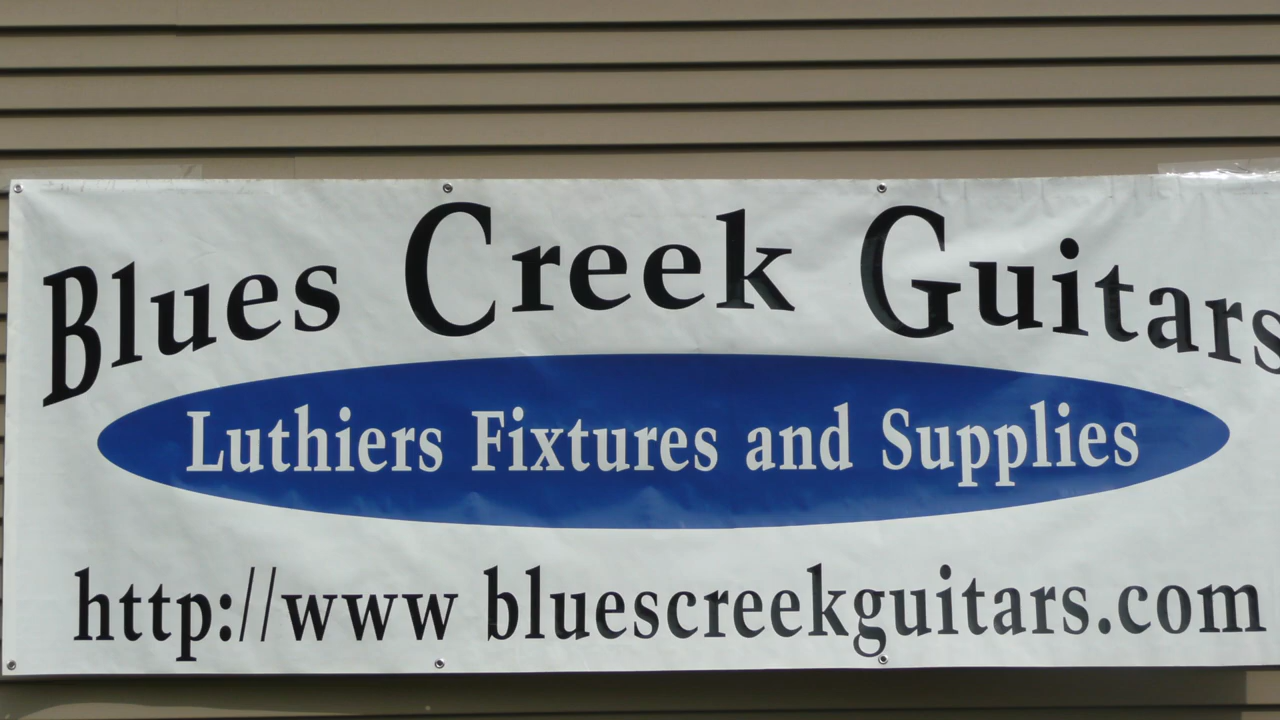 Blues Creek Guitars
Luthiers Fixtures and Supplies
http://www bluescreekguitars.com